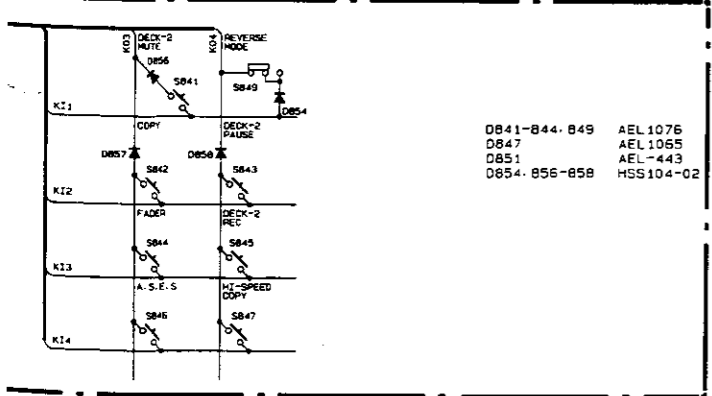 KO3
DECK-2
MUTE
KO4
REVERSE
MODE
D856
S841
S849
D854
KI1
COPY
DECK-2
PAUSE
D857
S842
D858
S843
KI2
FADER
DECK-2
REC
S844
S845
KI3
A.S.E.S
HI-SPEED
COPY
S846
S847
KI4
D841-844, 849 AEL1076
D847 AEL1065
D851 AEL-443
D854, 856-858 HSS104-02